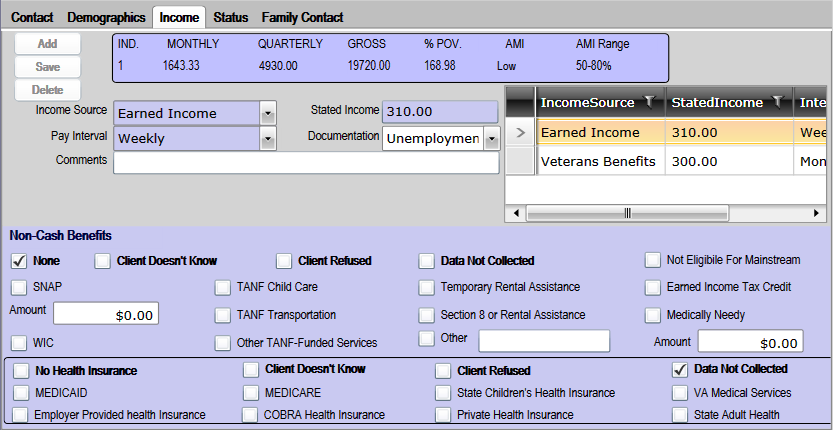 Contact Demographics Income Status Family Contact
Add
Save
Delete
IND. MONTHLY QUARTERLY GROSS % POV. AMI AMI Range
1 1643.33 4930.00 19720.00 168.98 Low 50-80%
Income Source Earned Income Stated Income 310.00
Pay Interval Weekly Documentation Unemploymen
Comments
IncomeSource StatedIncome Inte
Earned Income 310.00 Wee
Veterans Benefits 300.00 Mon
Non-Cash Benefits
None Client Doesn't Know Client Refused Data Not Collected Not Eligibile For Mainstream
SNAP TANF Child Care Temporary Rental Assistance Earned Income Tax Credit
Amount $0.00 TANF Transportation Section 8 or Rental Assistance Medically Needy
WIC Other TANF-Funded Services Other Amount $0.00
No Health Insurance Client Doesn't Know Client Refused Data Not Collected
MEDICAID MEDICARE State Children's Health Insurance VA Medical Services
Employer Provided health Insurance COBRA Health Insurance Private Health Insurance State Adult Health